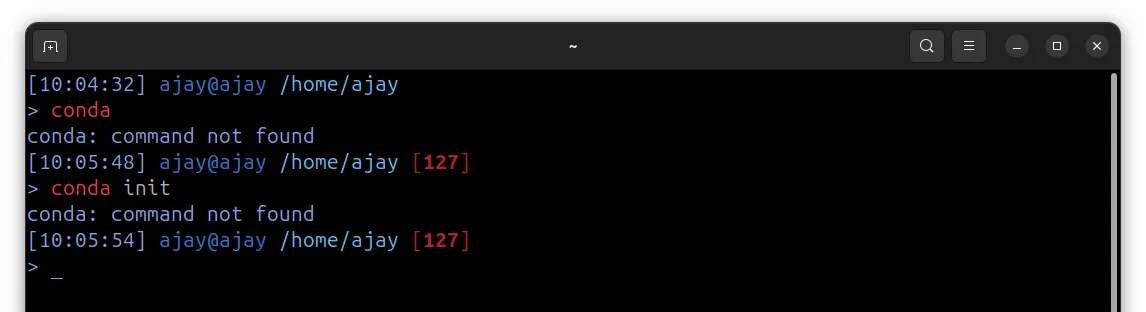 ~
[10:04:32] ajay@ajay /home/ajay
> conda
conda: command not found
[10:05:48] ajay@ajay /home/ajay [127]
> conda init
conda: command not found
[10:05:54] ajay@ajay /home/ajay [127]
> _